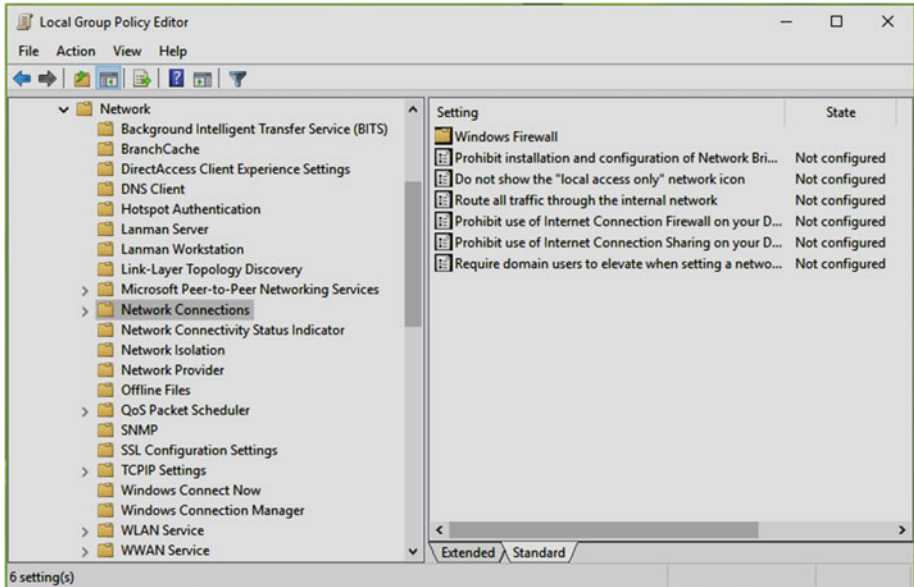 Local Group Policy Editor
File Action View Help
Network
Background Intelligent Transfer Service (BITS)
BranchCache
DirectAccess Client Experience Settings
DNS Client
Hotspot Authentication
Lanman Server
Lanman Workstation
Link-Layer Topology Discovery
Microsoft Peer-to-Peer Networking Services
Network Connections
Network Connectivity Status Indicator
Network Isolation
Network Provider
Offline Files
QoS Packet Scheduler
SNMP
SSL Configuration Settings
TCPIP Settings
Windows Connect Now
Windows Connection Manager
WLAN Service
WWAN Service
Setting State
Windows Firewall
Prohibit installation and configuration of Network Bri... Not configured
Do not show the "local access only" network icon Not configured
Route all traffic through the internal network Not configured
Prohibit use of Internet Connection Firewall on your D... Not configured
Prohibit use of Internet Connection Sharing on your D... Not configured
Require domain users to elevate when setting a netwo... Not configured
Extended Standard
6 setting(s)